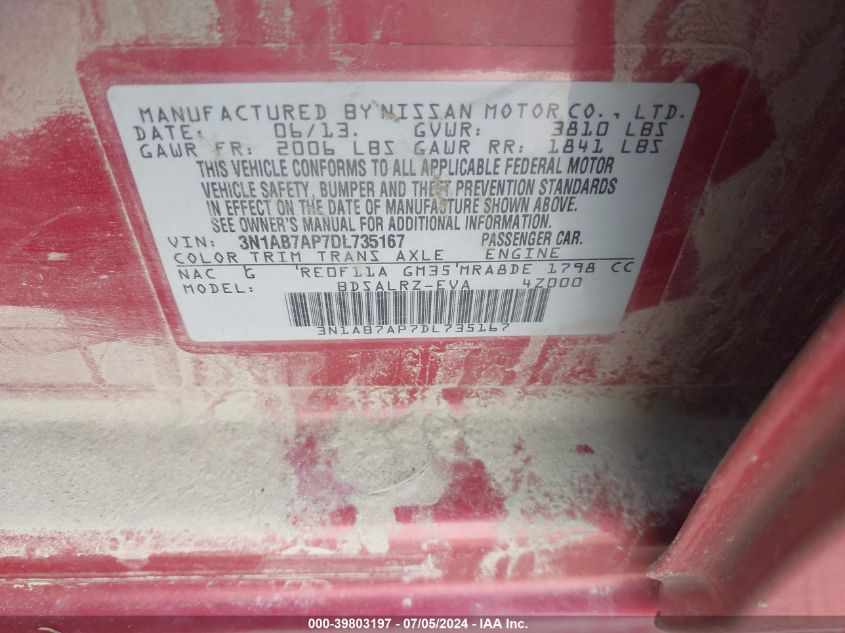 MANUFACTURED BY NISSAN MOTOR CO., LTD.
DATE: 06/13. GVWR: 3810 LBS
GAWR FR: 2006 LBS GAWR RR: 1841 LBS
THIS VEHICLE CONFORMS TO ALL APPLICABLE FEDERAL MOTOR
VEHICLE SAFETY, BUMPER AND THEFT PREVENTION STANDARDS
IN EFFECT ON THE DATE OF MANUFACTURE SHOWN ABOVE.
SEE OWNER'S MANUAL FOR ADDITIONAL INFORMATION.
VIN: 3N1AB7AP7DL735167 PASSENGER CAR.
COLOR TRIM TRANS AXLE ENGINE
NAC G RE0F11A GM35 MRA8DE 1798 CC
MODEL: BDSALRZ-EVA 4Z000
3N1AB7AP7DL735167
000-39803197 - 07/05/2024 - IAA Inc.